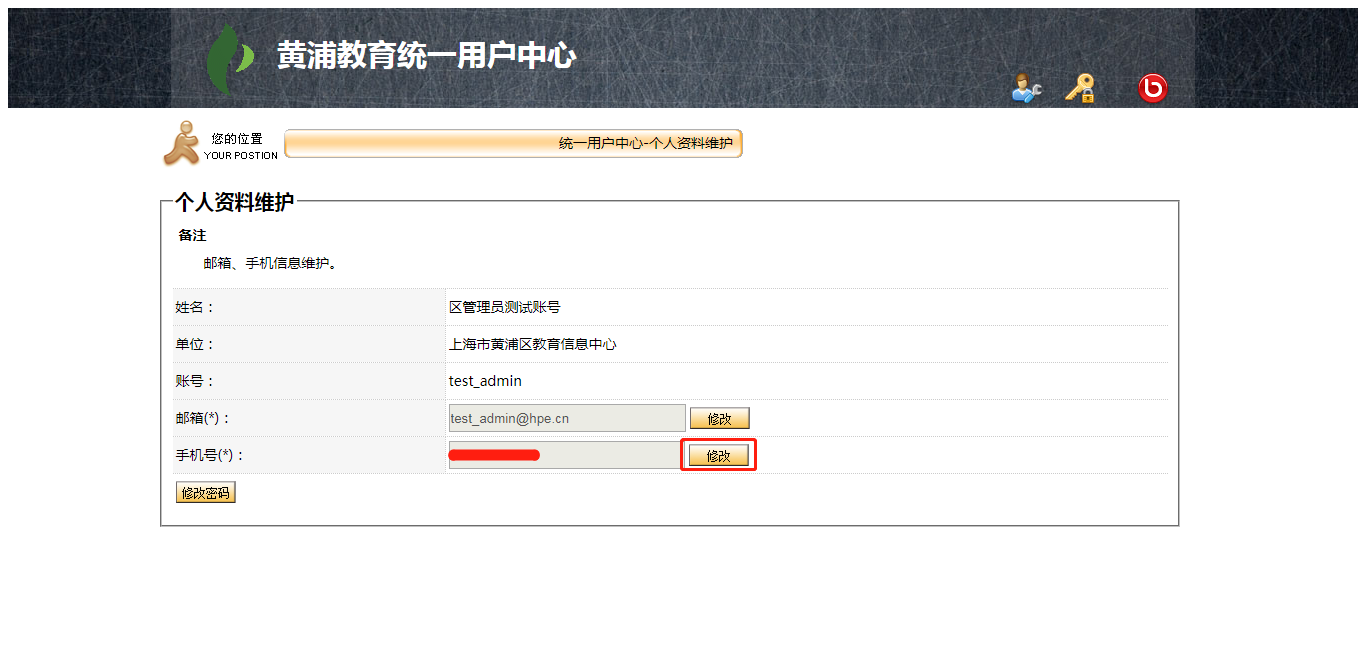 黄浦教育统一用户中心
您的位置
YOUR POSTION
统一用户中心-个人资料维护
个人资料维护
备注
邮箱、手机信息维护。
姓名： 区管理员测试账号
单位： 上海市黄浦区教育信息中心
账号： test_admin
邮箱(*)： test_admin@hpe.cn 修改
手机号(*)： 修改
修改密码